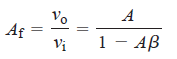 A_f = v_o / v_i = A / (1 − Aβ)